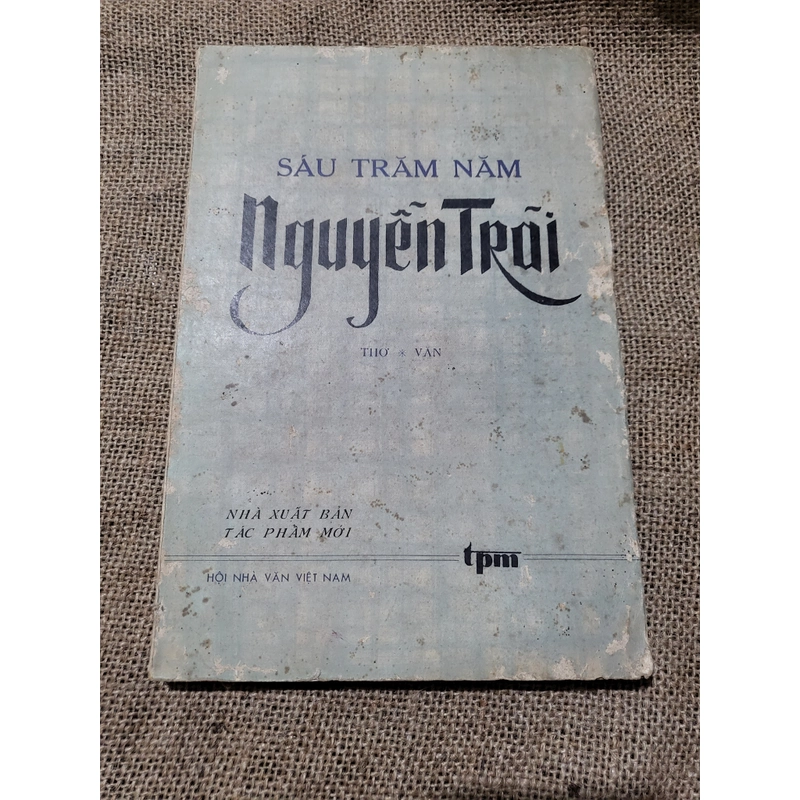 SÁU TRĂM NĂM
Nguyễn Trãi
THƠ * VĂN
NHÀ XUẤT BẢN
TÁC PHẨM MỚI
tpm
HỘI NHÀ VĂN VIỆT NAM